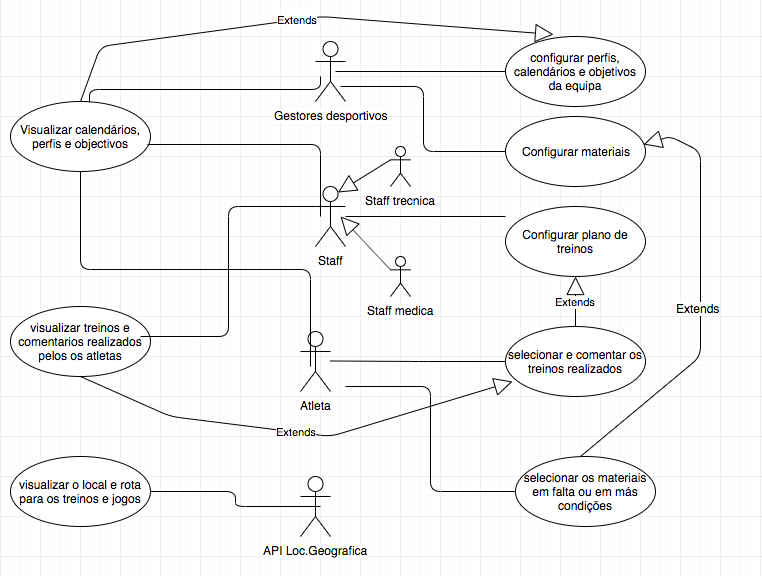 Extends
configurar perfis,
calendários e objetivos
da equipa
Gestores desportivos
Visualizar calendários,
perfis e objectivos
Configurar materiais
Staff trecnica
Configurar plano de
treinos
Staff
Staff medica
Extends
Extends
visualizar treinos e
comentarios realizados
pelos os atletas
selecionar e comentar os
treinos realizados
Atleta
Extends
visualizar o local e rota
para os treinos e jogos
selecionar os materiais
em falta ou em más
condições
API Loc.Geografica